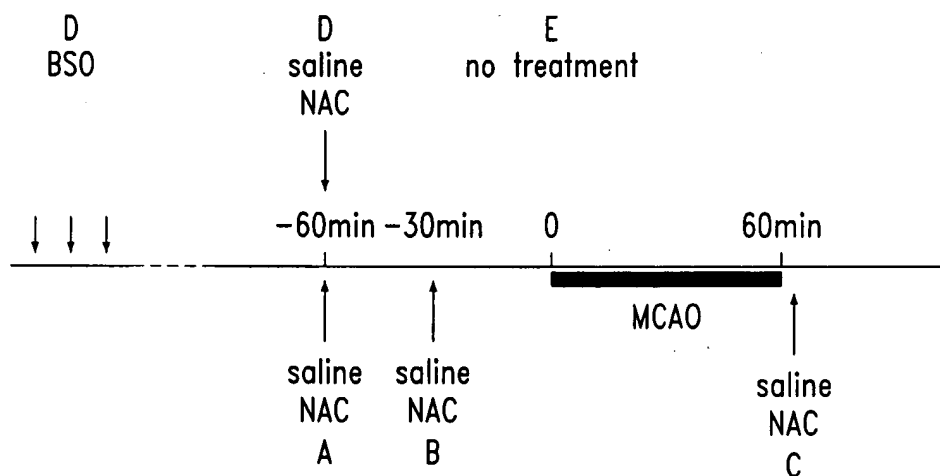 D
BSO
D
saline
NAC
E
no treatment
-60min
-30min
0
60min
MCAO
saline
NAC
A
saline
NAC
B
saline
NAC
C